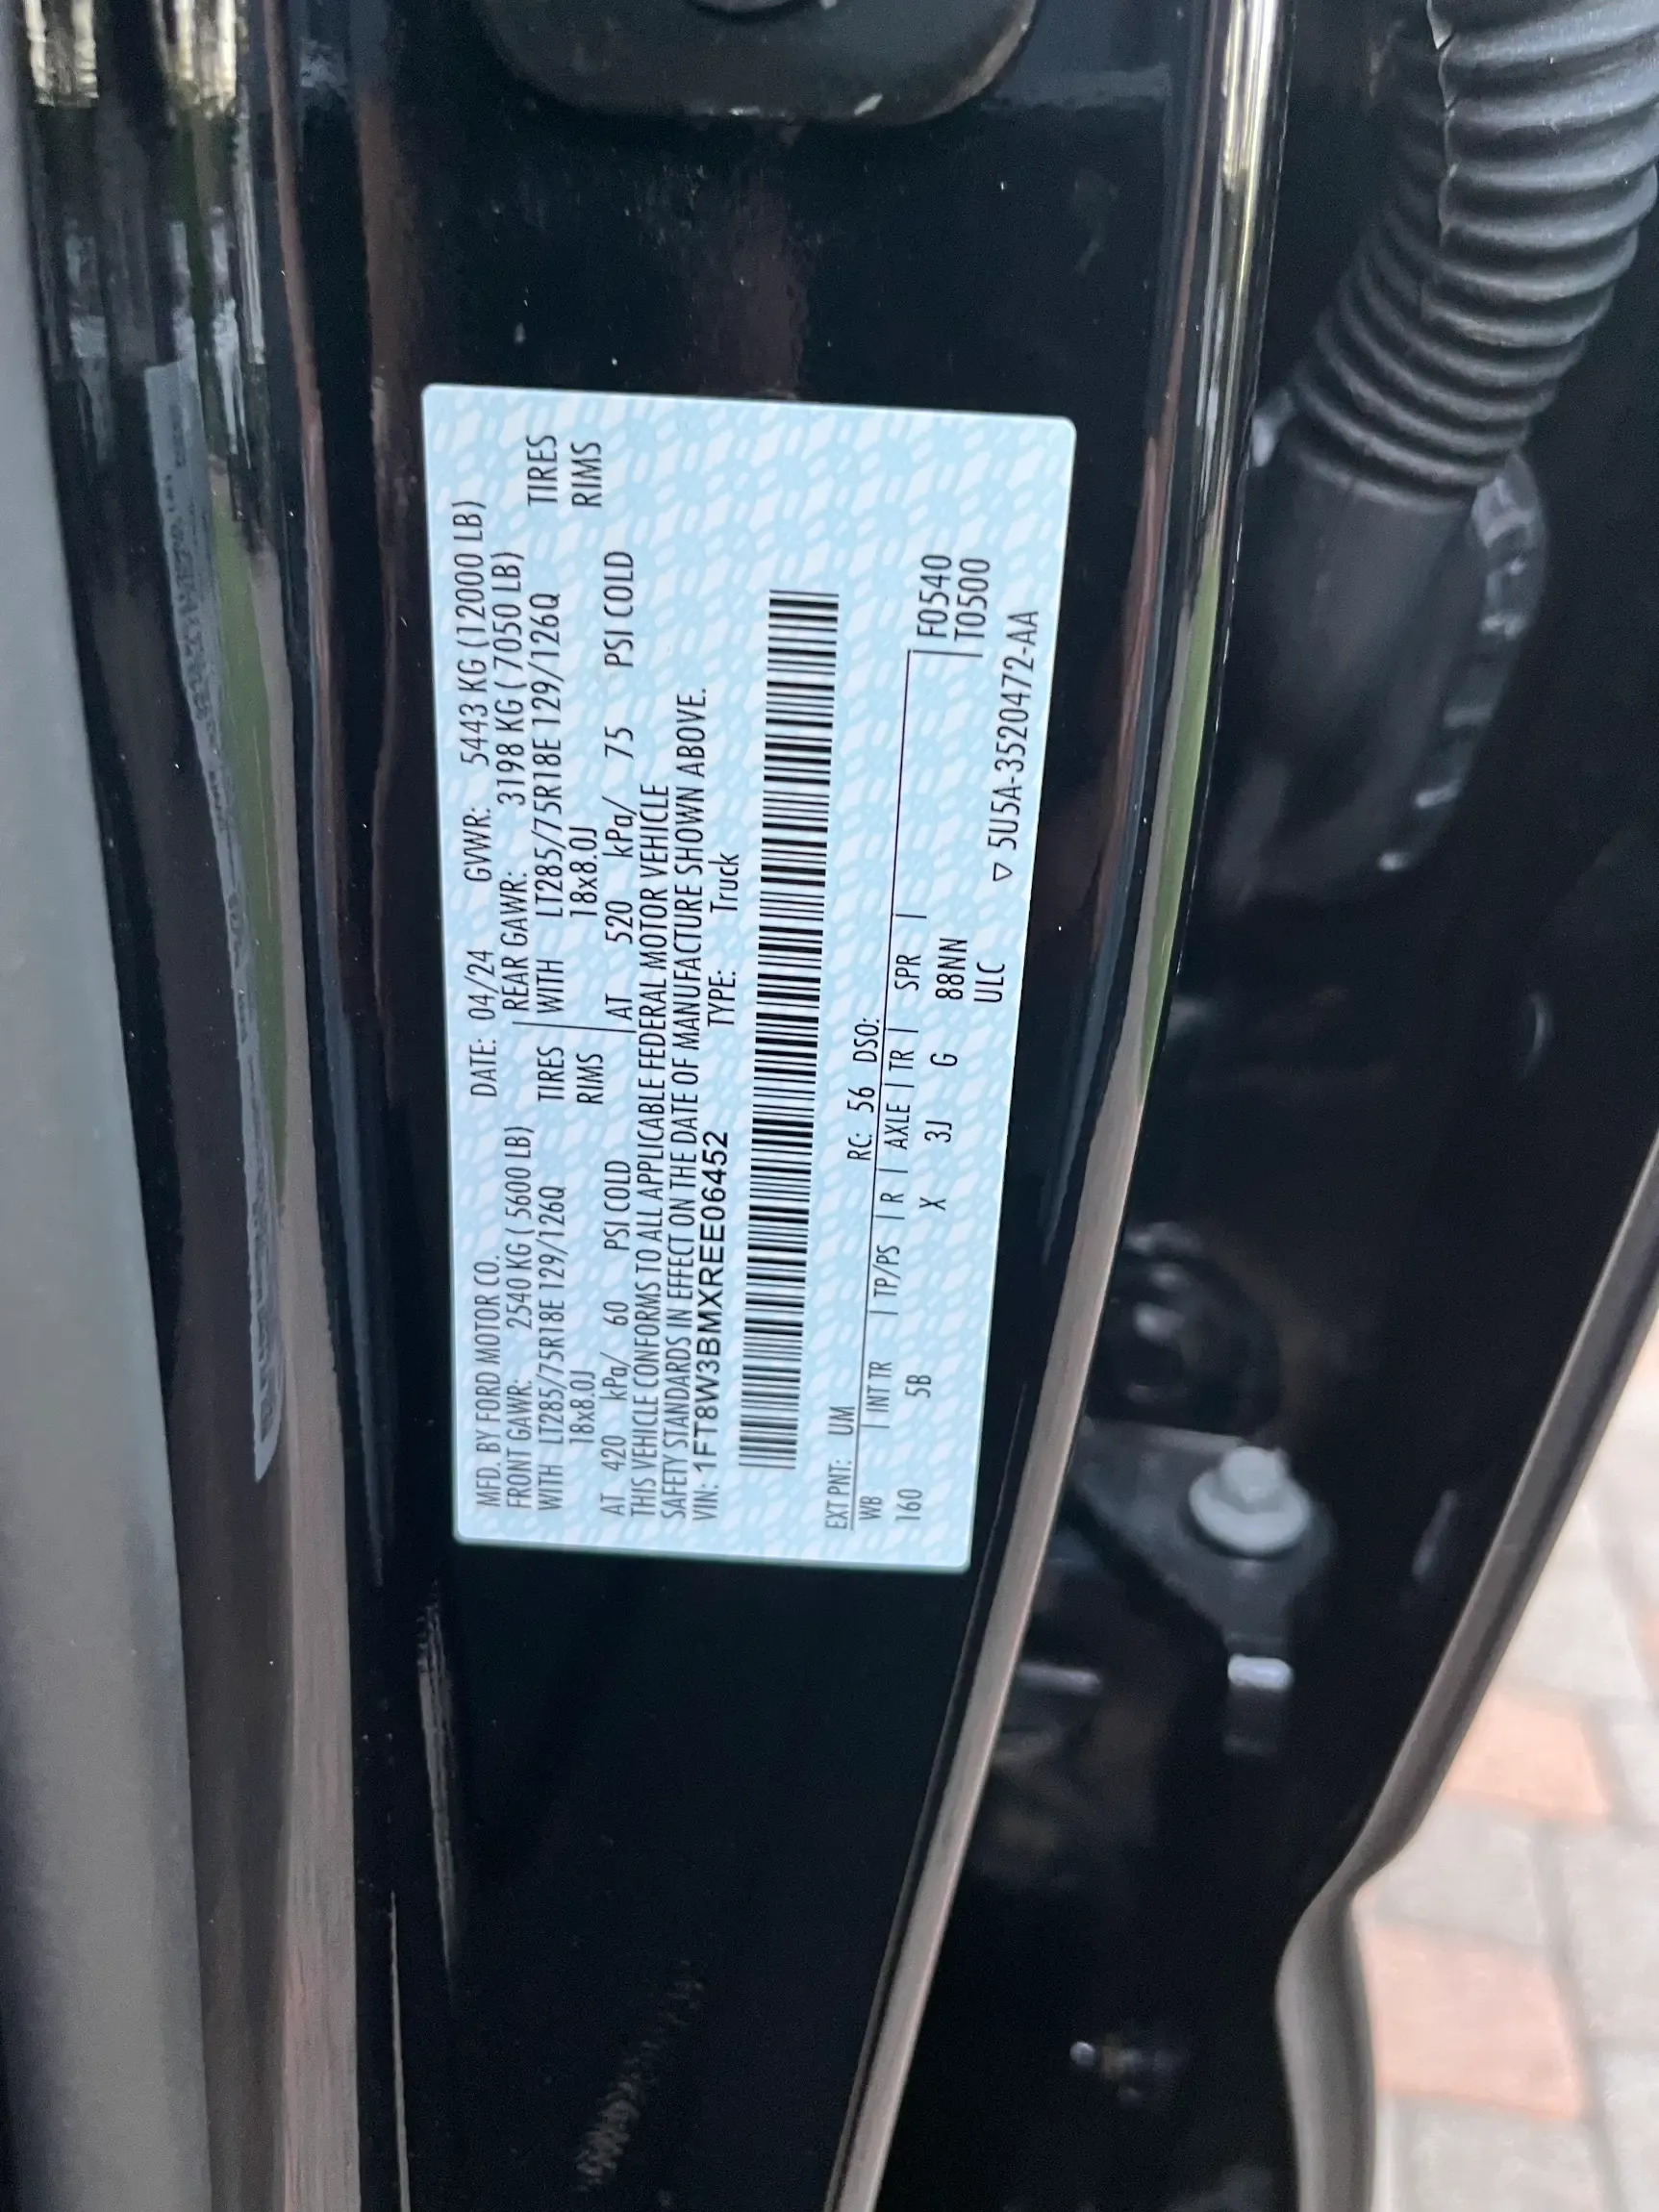 MFD. BY FORD MOTOR CO. DATE: 04/24 GVWR: 5443 KG (12000 LB)
FRONT GAWR: 2540 KG ( 5600 LB) REAR GAWR: 3198 KG ( 7050 LB)
WITH LT285/75R18E 129/126Q TIRES WITH LT285/75R18E 129/126Q TIRES
18x8.0J RIMS 18x8.0J RIMS
AT 420 kPa/ 60 PSI COLD AT 520 kPa/ 75 PSI COLD
THIS VEHICLE CONFORMS TO ALL APPLICABLE FEDERAL MOTOR VEHICLE
SAFETY STANDARDS IN EFFECT ON THE DATE OF MANUFACTURE SHOWN ABOVE.
VIN: 1FT8W3BMXREE06452 TYPE: Truck
EXT PNT: UM RC: 56 DSO:
WB | INT TR | TP/PS | R | AXLE | TR | SPR | F0540
160 5B X 3J G 88NN T0500
ULC ▽ 5U5A-3520472-AA